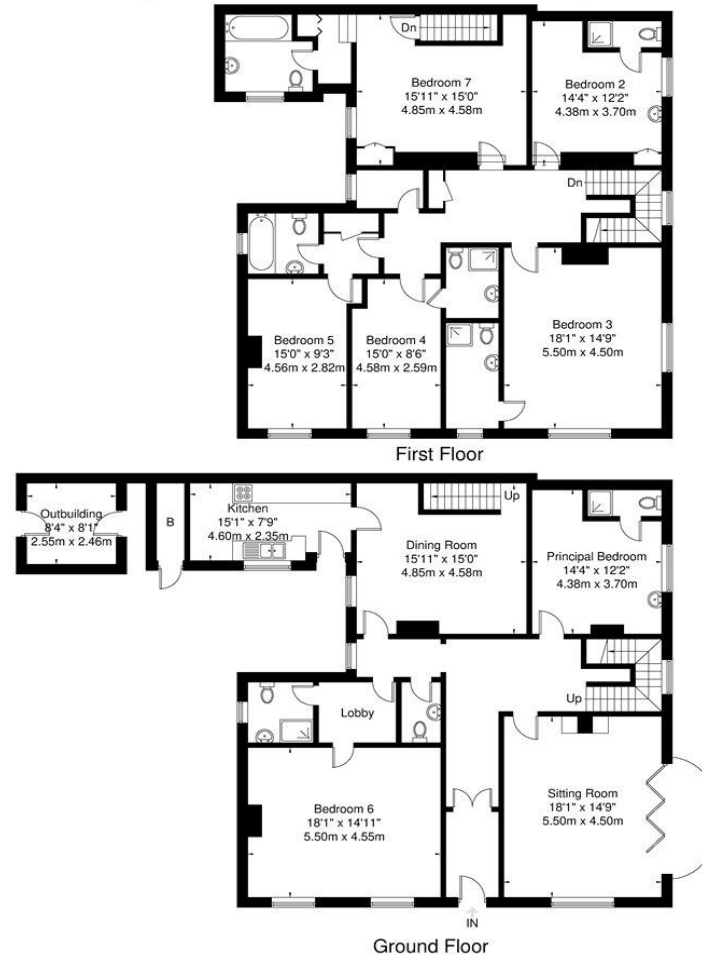 Dn
Bedroom 7
15'11" x 15'0"
4.85m x 4.58m
Bedroom 2
14'4" x 12'2"
4.38m x 3.70m
Dn
Bedroom 5
15'0" x 9'3"
4.56m x 2.82m
Bedroom 4
15'0" x 8'6"
4.58m x 2.59m
Bedroom 3
18'1" x 14'9"
5.50m x 4.50m
First Floor
Outbuilding
8'4" x 8'1"
2.55m x 2.46m
B
Kitchen
15'1" x 7'9"
4.60m x 2.35m
Up
Dining Room
15'11" x 15'0"
4.85m x 4.58m
Principal Bedroom
14'4" x 12'2"
4.38m x 3.70m
Lobby
Up
Bedroom 6
18'1" x 14'11"
5.50m x 4.55m
Sitting Room
18'1" x 14'9"
5.50m x 4.50m
IN
Ground Floor